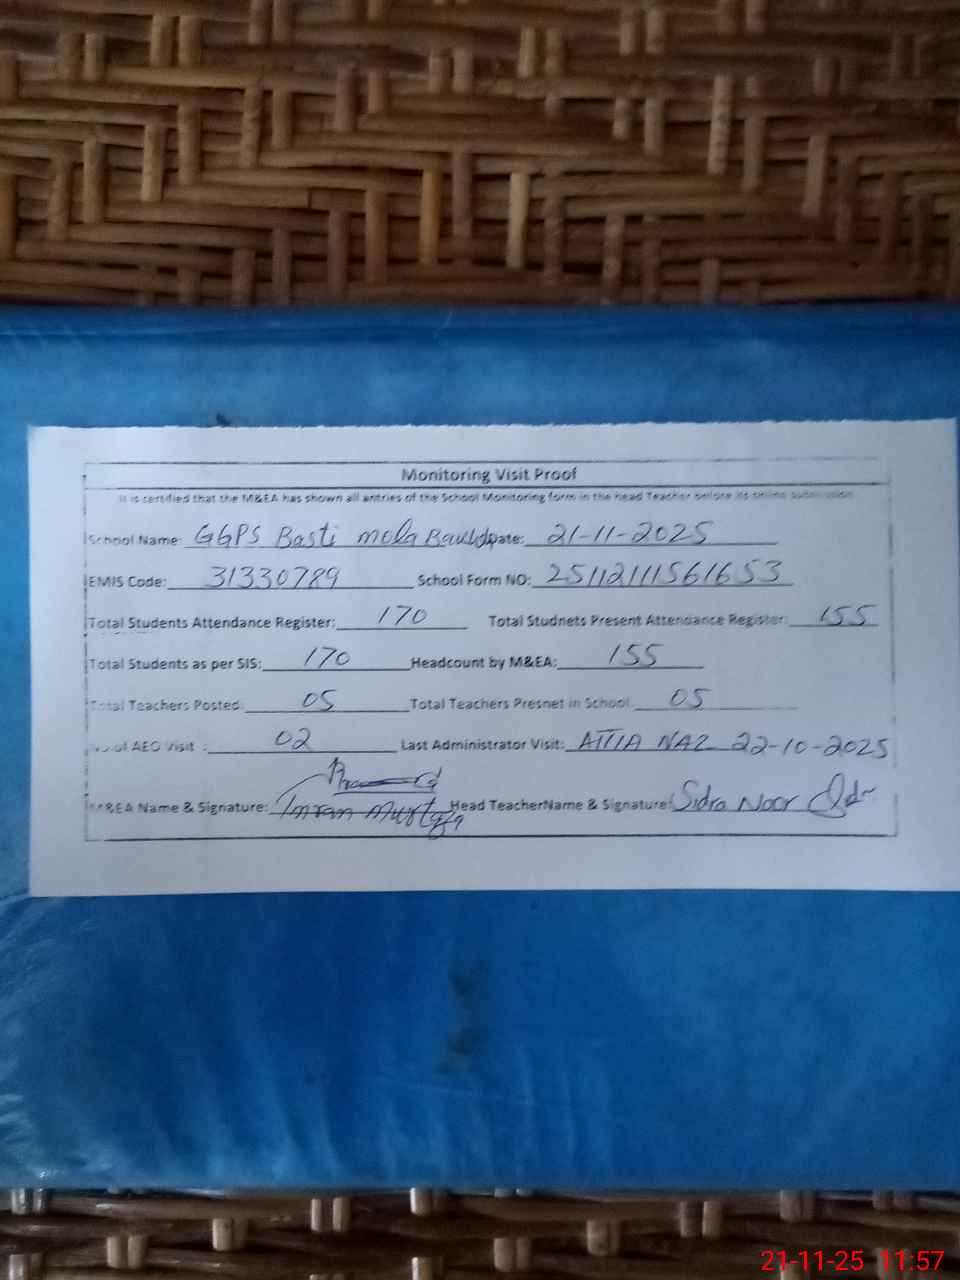 Monitoring Visit Proof
It is certified that the M&EA has shown all entries of the School Monitoring form in the head Teacher before its online submission
School Name: GGPS Basti mola Date: 21-11-2025
EMIS Code: 31330789 School Form NO: 25112111561653
Total Students Attendance Register: 170 Total Studnets Present Attendance Register: 155
Total Students as per SIS: 170 Headcount by M&EA: 155
Total Teachers Posted: 05 Total Teachers Presnet in School: 05
No.of AEO Visit : 02 Last Administrator Visit: ATTIA NAZ 22-10-2025
M&EA Name & Signature: Imran Murtaza Head TeacherName & Signature: Sidra Noor
21-11-25 11:57